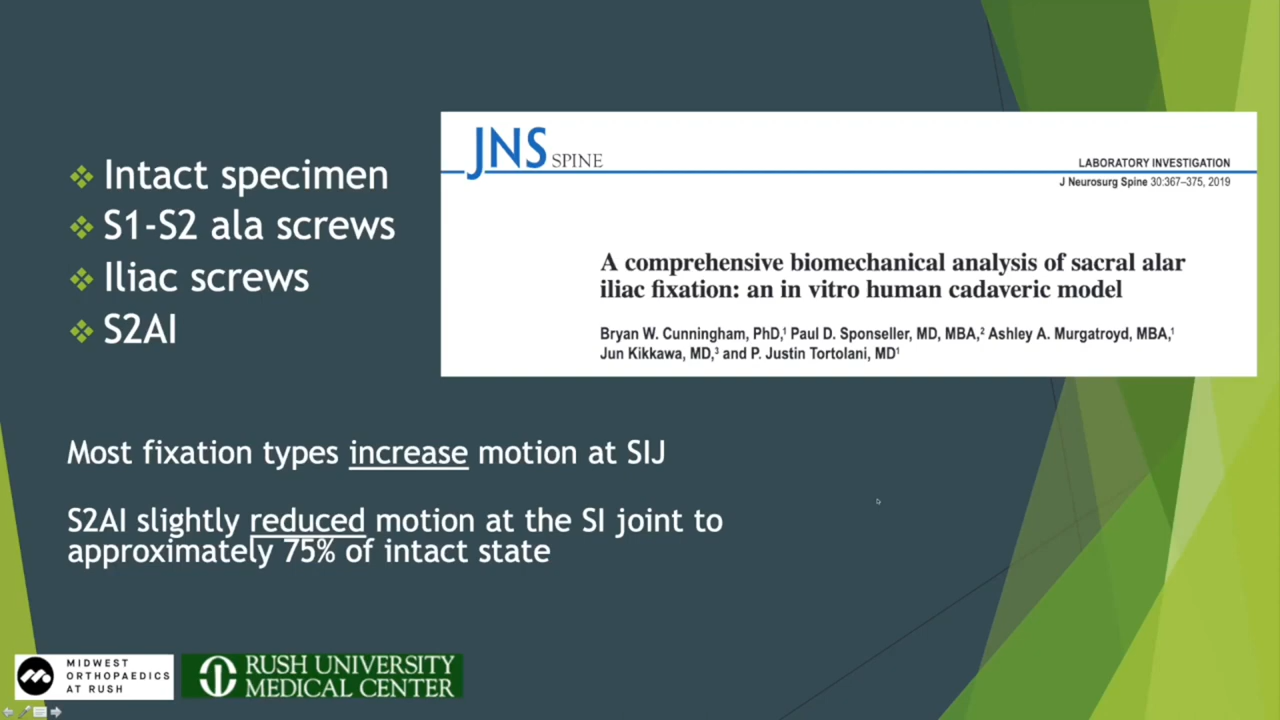 Intact specimen
S1-S2 ala screws
Iliac screws
S2AI
JNS SPINE
LABORATORY INVESTIGATION
J Neurosurg Spine 30:367–375, 2019
A comprehensive biomechanical analysis of sacral alar
iliac fixation: an in vitro human cadaveric model
Bryan W. Cunningham, PhD,¹ Paul D. Sponseller, MD, MBA,² Ashley A. Murgatroyd, MBA,¹
Jun Kikkawa, MD,³ and P. Justin Tortolani, MD¹
Most fixation types increase motion at SIJ
S2AI slightly reduced motion at the SI joint to
approximately 75% of intact state
MIDWEST
ORTHOPAEDICS
AT RUSH
RUSH UNIVERSITY
MEDICAL CENTER